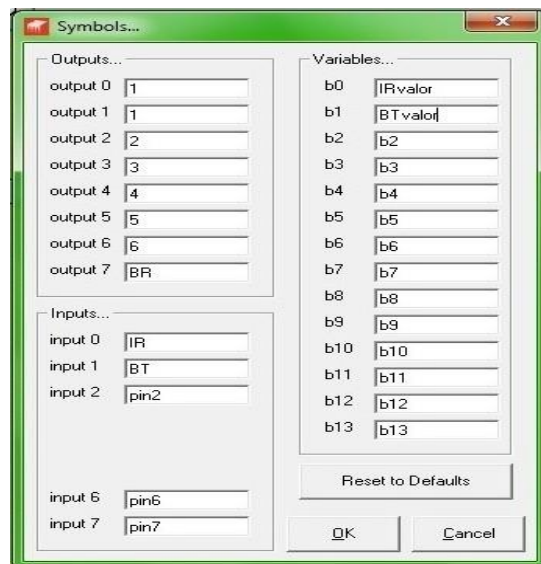 Symbols...
Outputs...
output 0 1
output 1 1
output 2 2
output 3 3
output 4 4
output 5 5
output 6 6
output 7 BR
Inputs...
input 0 IR
input 1 BT
input 2 pin2
input 6 pin6
input 7 pin7
Variables...
b0 IRvalor
b1 BTvalor
b2 b2
b3 b3
b4 b4
b5 b5
b6 b6
b7 b7
b8 b8
b9 b9
b10 b10
b11 b11
b12 b12
b13 b13
Reset to Defaults
OK Cancel